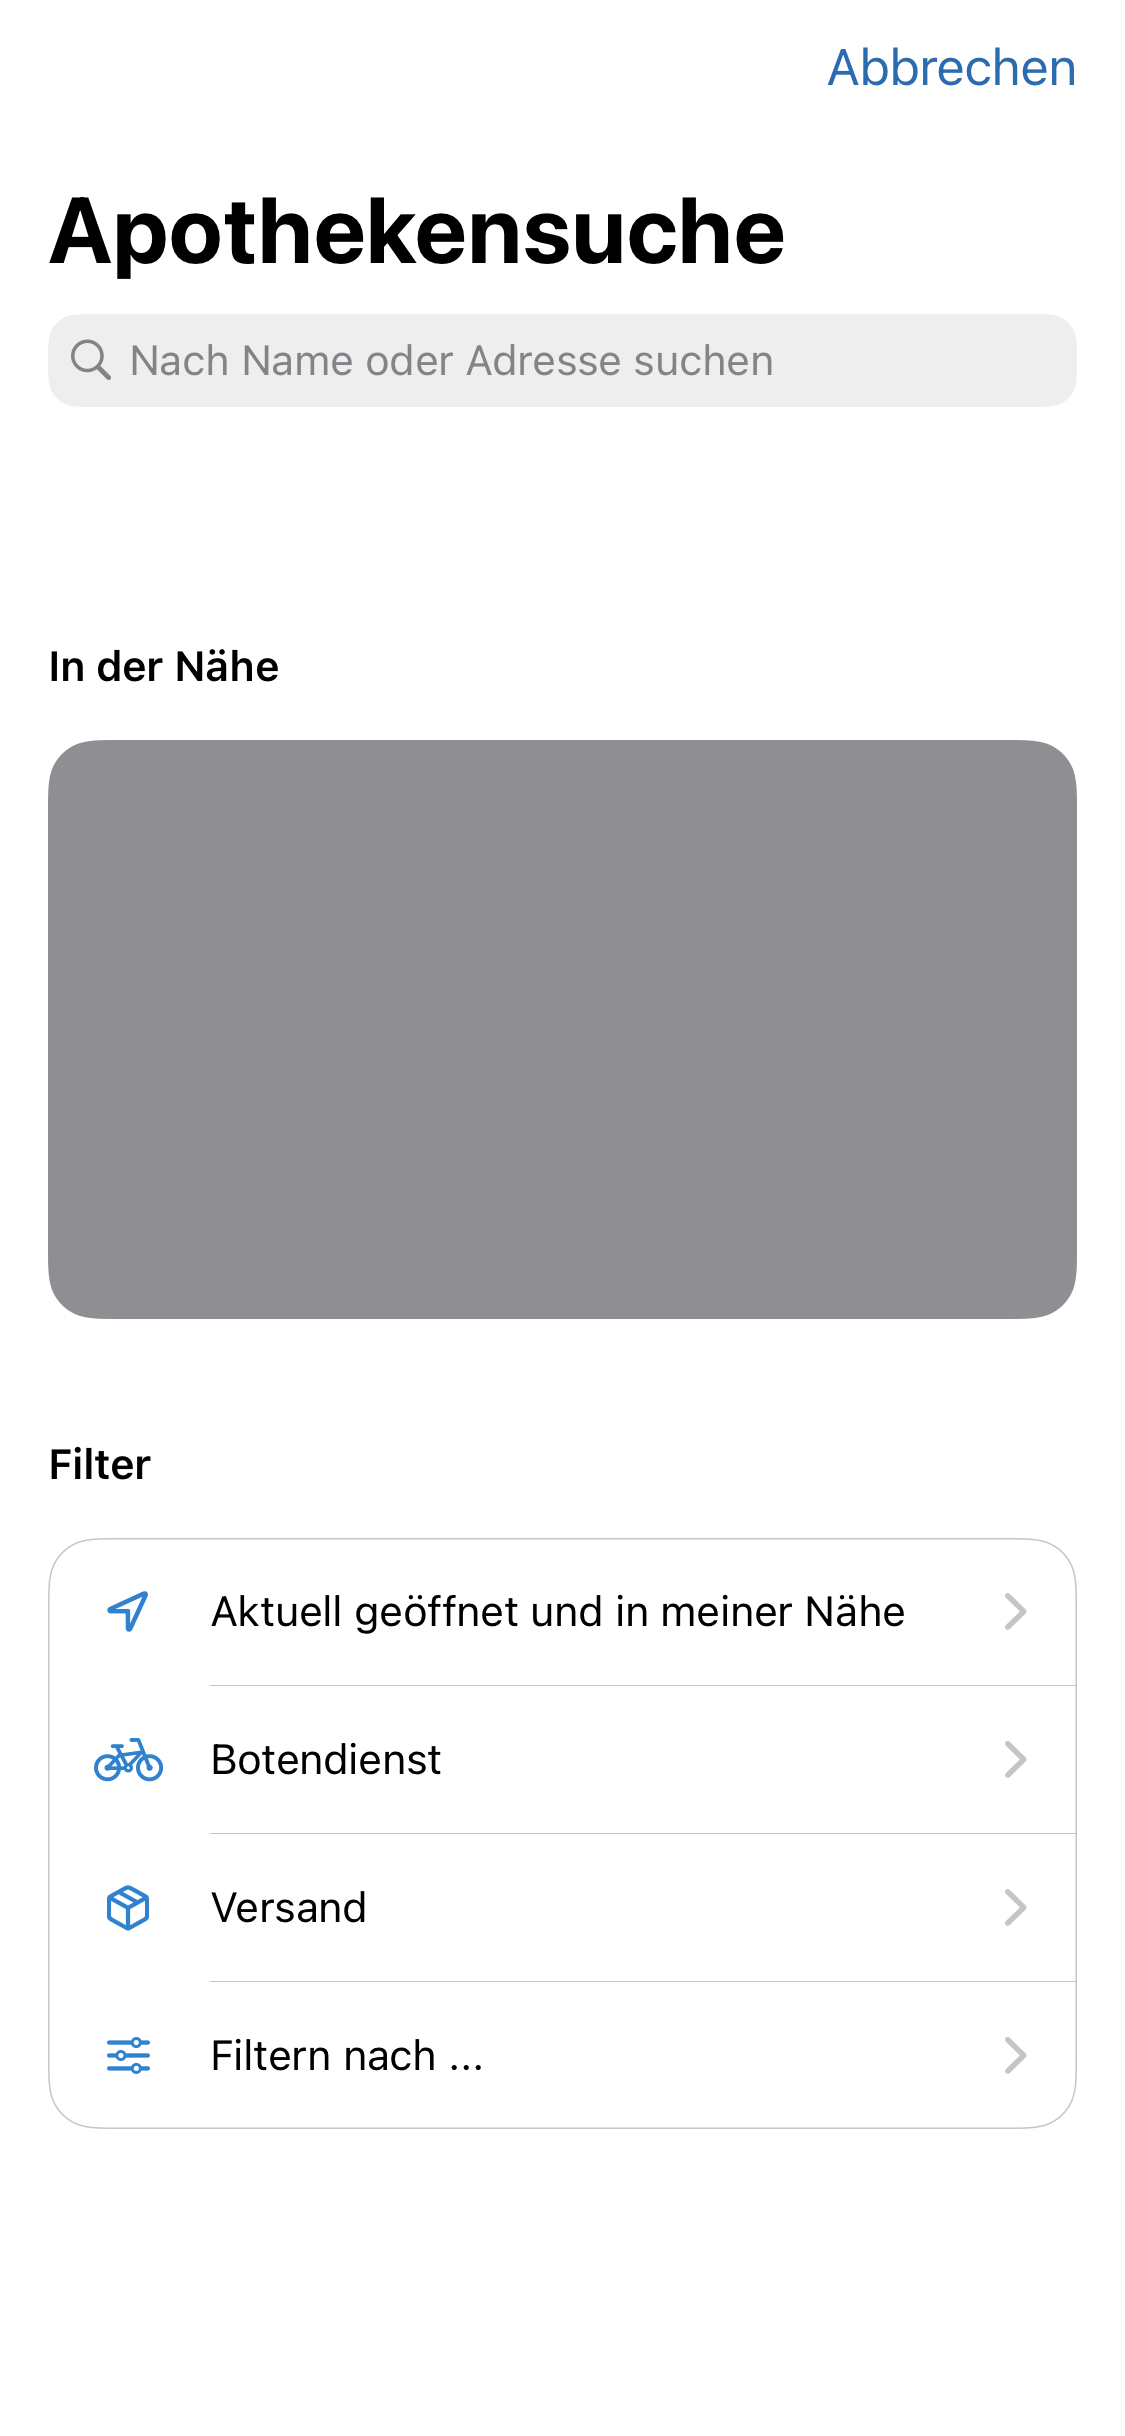 Abbrechen
Apothekensuche
Nach Name oder Adresse suchen
In der Nähe
Filter
Aktuell geöffnet und in meiner Nähe
Botendienst
Versand
Filtern nach ...